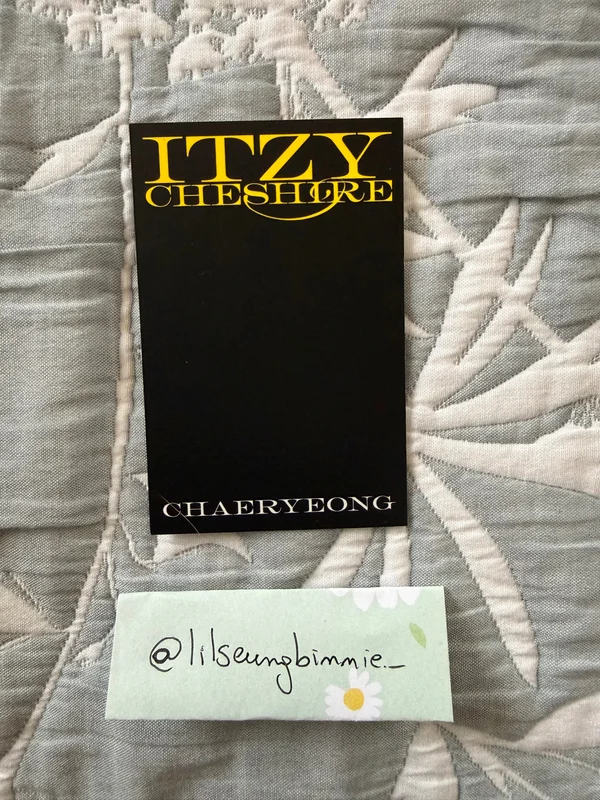 ITZY
CHESHIRE
CHAERYEONG
@lilseungbinnie._